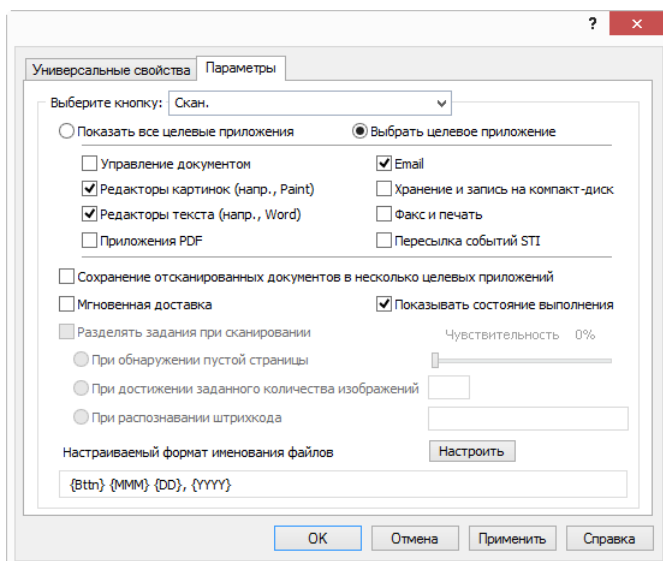 ?
Универсальные свойства Параметры
Выберите кнопку: Скан.
Показать все целевые приложения Выбрать целевое приложение
Управление документом Email
Редакторы картинок (напр., Paint) Хранение и запись на компакт-диск
Редакторы текста (напр., Word) Факс и печать
Приложения PDF Пересылка событий STI
Сохранение отсканированных документов в несколько целевых приложений
Мгновенная доставка Показывать состояние выполнения
Разделять задания при сканировании Чувствительность 0%
При обнаружении пустой страницы
При достижении заданного количества изображений
При распознавании штрихкода
Настраиваемый формат именования файлов Настроить
{Bttn} {MMM} {DD}, {YYYY}
OK Отмена Применить Справка